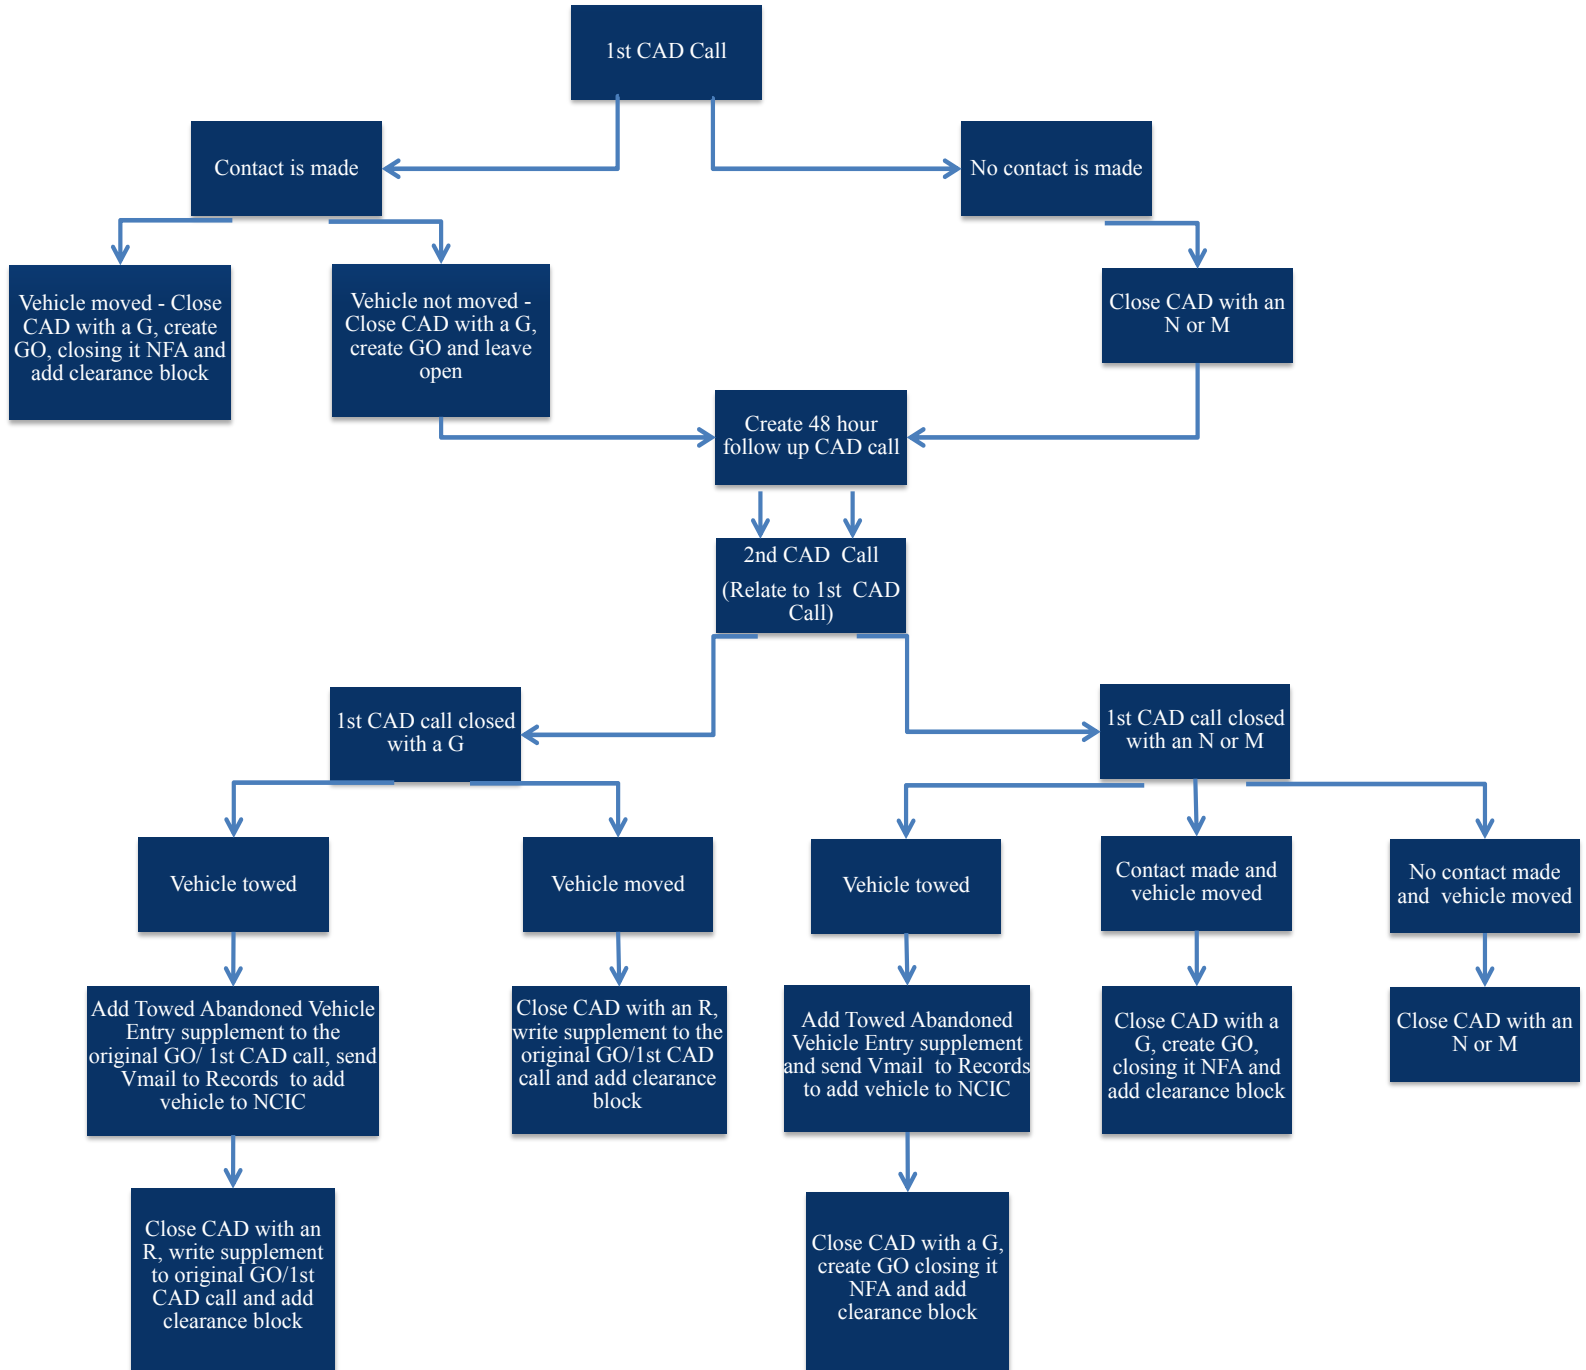 1st CAD Call
Contact is made
No contact is made
Vehicle moved - Close
CAD with a G, create
GO, closing it NFA and
add clearance block
Vehicle not moved -
Close CAD with a G,
create GO and leave
open
Close CAD with an
N or M
Create 48 hour
follow up CAD call
2nd CAD Call
(Relate to 1st CAD
Call)
1st CAD call closed
with a G
1st CAD call closed
with an N or M
Vehicle towed
Vehicle moved
Vehicle towed
Contact made and
vehicle moved
No contact made
and vehicle moved
Add Towed Abandoned Vehicle
Entry supplement to the
original GO/ 1st CAD call, send
Vmail to Records to add
vehicle to NCIC
Close CAD with an R,
write supplement to the
original GO/1st CAD
call and add clearance
block
Add Towed Abandoned
Vehicle Entry supplement
and send Vmail to Records
to add vehicle to NCIC
Close CAD with a
G, create GO,
closing it NFA and
add clearance block
Close CAD with an
N or M
Close CAD with an
R, write supplement
to original GO/1st
CAD call and add
clearance block
Close CAD with a G,
create GO closing it
NFA and add
clearance block